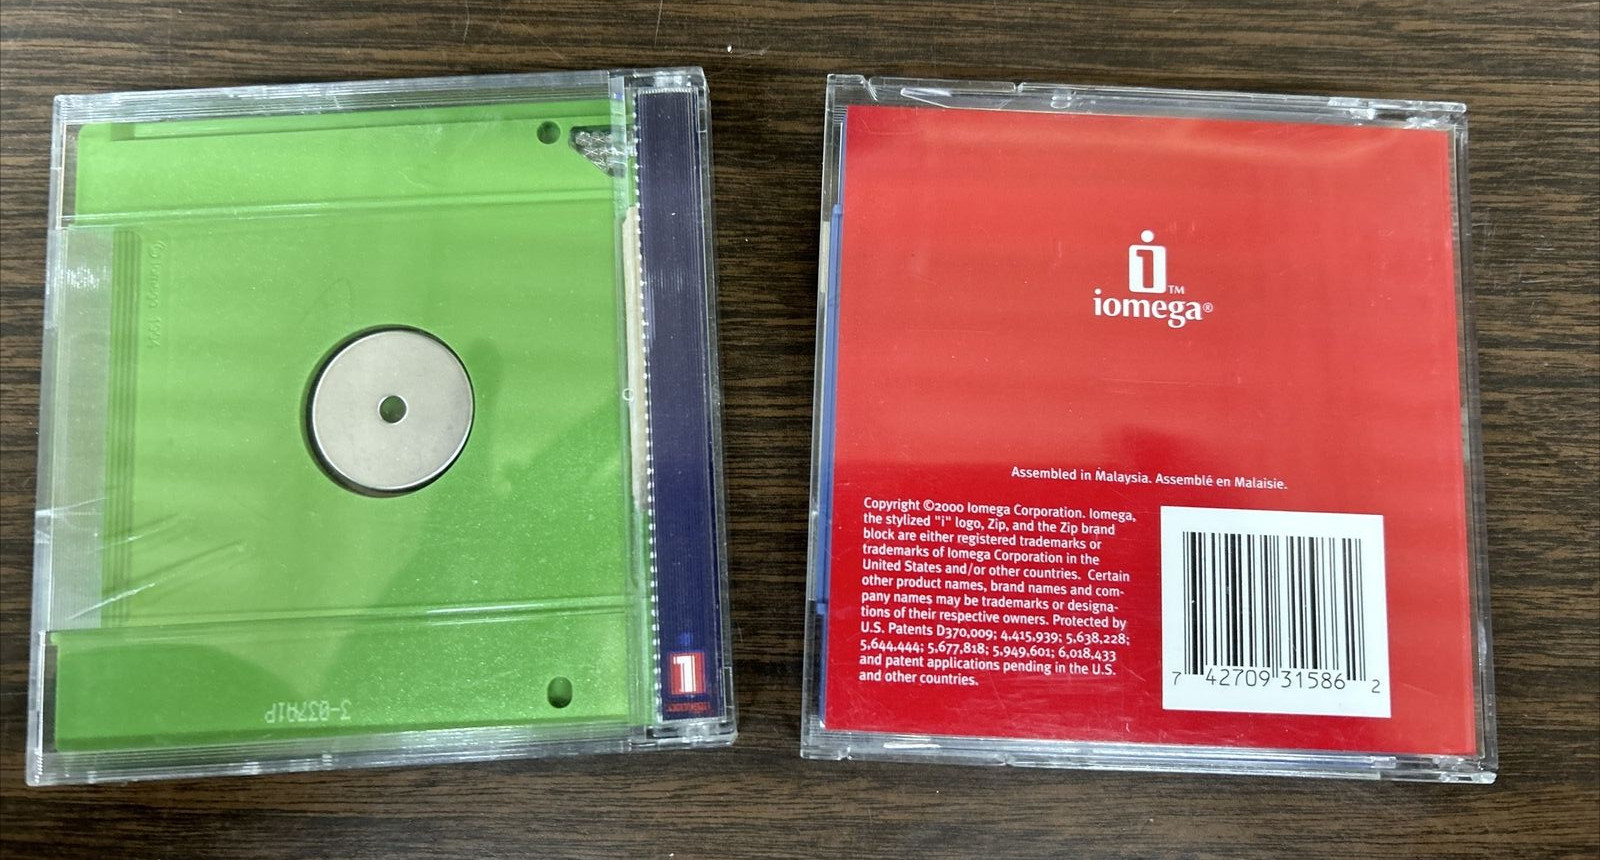 3-037A1P
1
1™
iomega®
Assembled in Malaysia. Assemblé en Malaisie.
Copyright ©2000 Iomega Corporation. Iomega,
the stylized "i" logo, Zip, and the Zip brand
block are either registered trademarks or
trademarks of Iomega Corporation in the
United States and/or other countries. Certain
other product names, brand names and com-
pany names may be trademarks or designa-
tions of their respective owners. Protected by
U.S. Patents D370,009; 4,415,939; 5,638,228;
5,644,444; 5,677,818; 5,949,601; 6,018,433
and patent applications pending in the U.S.
and other countries.
7 42709 31586 2